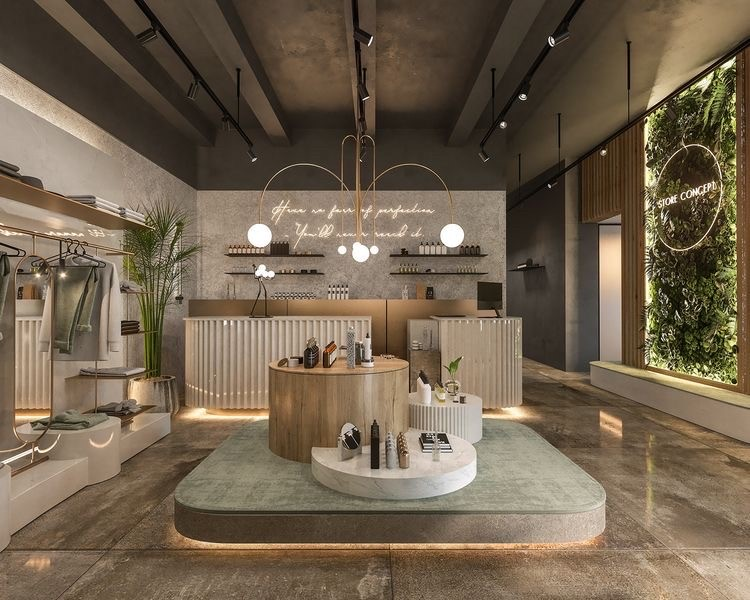 Have no fear of perfection
- You'll never reach it.
STORE CONCEPT